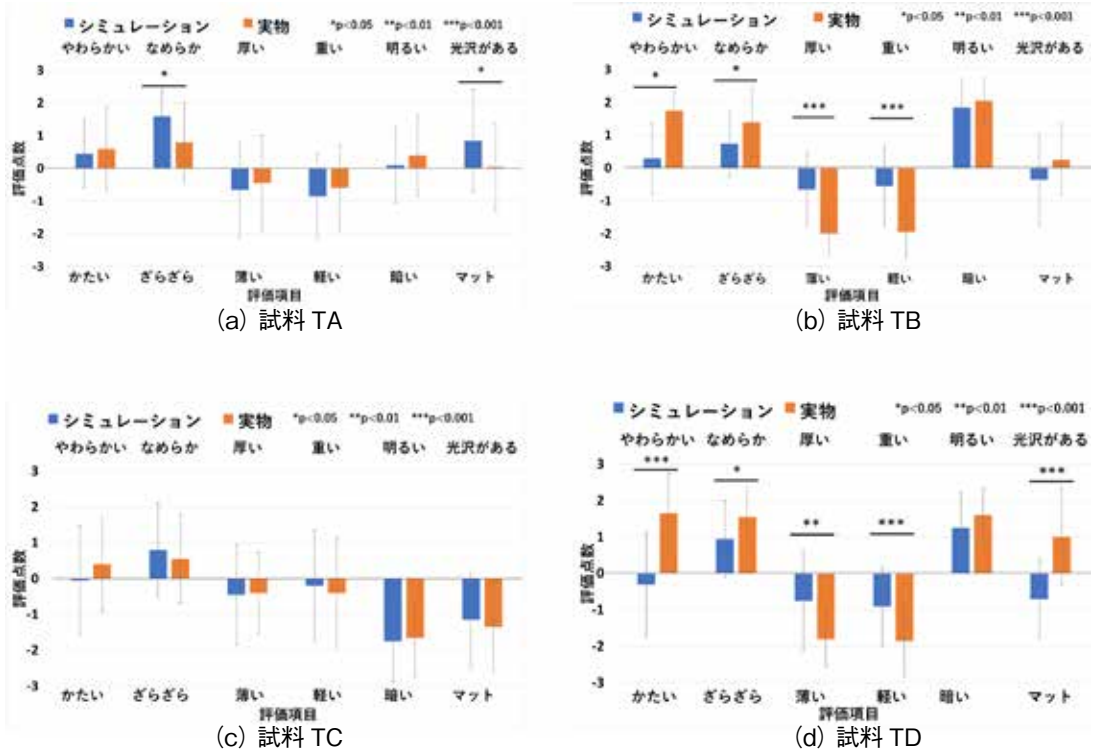 シミュレーション 実物 *p<0.05 **p<0.01 ***p<0.001
やわらかい なめらか 厚い 重い 明るい 光沢がある
3
2
1
0
-1
-2
-3
評価点数
* *
かたい ざらざら 薄い 軽い 暗い マット
評価項目
(a) 試料 TA
シミュレーション 実物 *p<0.05 **p<0.01 ***p<0.001
やわらかい なめらか 厚い 重い 明るい 光沢がある
3
2
1
0
-1
-2
-3
評価点数
* * *** ***
かたい ざらざら 薄い 軽い 暗い マット
評価項目
(b) 試料 TB
シミュレーション 実物 *p<0.05 **p<0.01 ***p<0.001
やわらかい なめらか 厚い 重い 明るい 光沢がある
3
2
1
0
-1
-2
-3
評価点数
かたい ざらざら 薄い 軽い 暗い マット
評価項目
(c) 試料 TC
シミュレーション 実物 *p<0.05 **p<0.01 ***p<0.001
やわらかい なめらか 厚い 重い 明るい 光沢がある
3
2
1
0
-1
-2
-3
評価点数
*** * ** *** ***
かたい ざらざら 薄い 軽い 暗い マット
評価項目
(d) 試料 TD